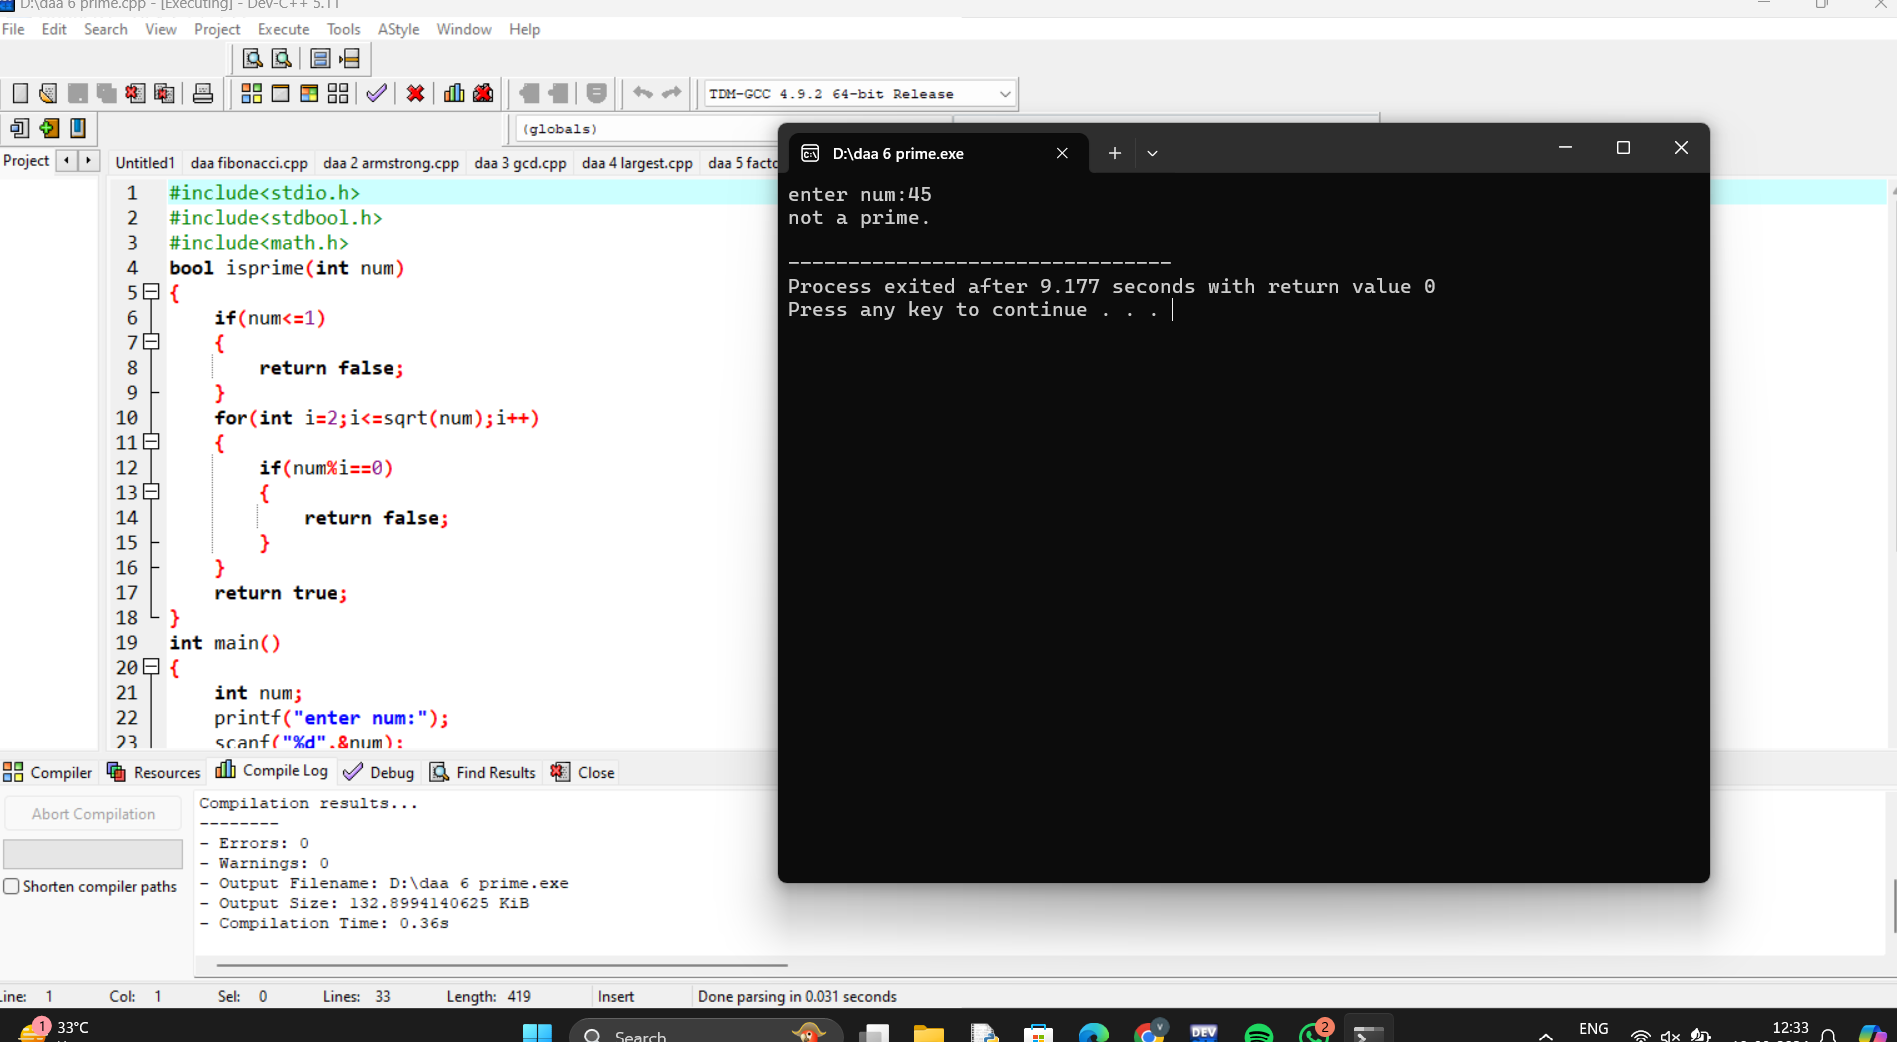 D:\daa 6 prime.cpp - [Executing] - Dev-C++ 5.11
File Edit Search View Project Execute Tools AStyle Window Help
TDM-GCC 4.9.2 64-bit Release
(globals)
Project Untitled1 daa fibonacci.cpp daa 2 armstrong.cpp daa 3 gcd.cpp daa 4 largest.cpp daa 5 facto
1 #include<stdio.h>
2 #include<stdbool.h>
3 #include<math.h>
4 bool isprime(int num)
5 {
6 if(num<=1)
7 {
8 return false;
9 }
10 for(int i=2;i<=sqrt(num);i++)
11 {
12 if(num%i==0)
13 {
14 return false;
15 }
16 }
17 return true;
18 }
19 int main()
20 {
21 int num;
22 printf("enter num:");
23 scanf("%d",&num);
D:\daa 6 prime.exe
enter num:45
not a prime.
--------------------------------
Process exited after 9.177 seconds with return value 0
Press any key to continue . . .
Compiler Resources Compile Log Debug Find Results Close
Abort Compilation
Shorten compiler paths
Compilation results...
--------
- Errors: 0
- Warnings: 0
- Output Filename: D:\daa 6 prime.exe
- Output Size: 132.8994140625 KiB
- Compilation Time: 0.36s
Line: 1 Col: 1 Sel: 0 Lines: 33 Length: 419 Insert Done parsing in 0.031 seconds
1 33°C
Search
DEV
V
2
ENG
12:33